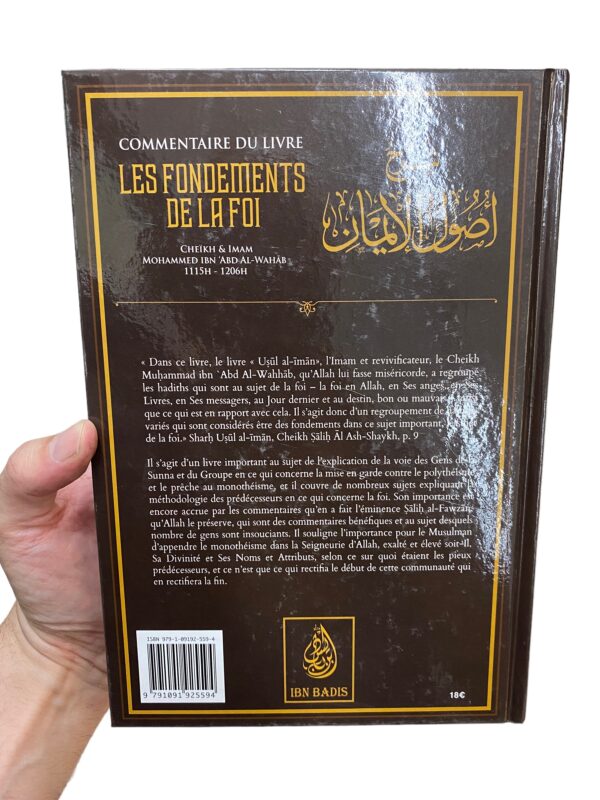 COMMENTAIRE DU LIVRE
LES FONDEMENTS
DE LA FOI
CHEIKH & IMAM
MOHAMMED IBN ʿABD AL-WAHÂB
1115H - 1206H
شرح
أصول الإيمان
« Dans ce livre, le livre « Uṣūl al-īmān», l'Imam et revivificateur, le Cheikh
Muḥammad ibn ʿAbd Al-Wahhāb, qu'Allah lui fasse miséricorde, a regroupé
les hadiths qui sont au sujet de la foi – la foi en Allah, en Ses anges, en Ses
Livres, en Ses messagers, au Jour dernier et au destin, bon ou mauvais
que ce qui est en rapport avec cela. Il s'agit donc d'un regroupement de
variés qui sont considérés être des fondements dans ce sujet important,
de la foi.» Sharḥ Uṣūl al-īmān, Cheikh Ṣāliḥ Āl Ash-Shaykh, p. 9
Il s'agit d'un livre important au sujet de l'explication de la voie des Gens de la
Sunna et du Groupe en ce qui concerne la mise en garde contre le polythéisme
et le prêche au monothéisme, et il couvre de nombreux sujets expliquant la
méthodologie des prédécesseurs en ce qui concerne la foi. Son importance est
encore accrue par les commentaires qu'en a fait l'éminence Ṣāliḥ al-Fawzān,
qu'Allah le préserve, qui sont des commentaires bénéfiques et au sujet desquels
nombre de gens sont insouciants. Il souligne l'importance pour le Musulman
d'appendre le monothéisme dans la Seigneurie d'Allah, exalté et élevé soit-Il,
Sa Divinité et Ses Noms et Attributs, selon ce sur quoi étaient les pieux
prédécesseurs, et ce n'est que ce qui rectifia le début de cette communauté qui
en rectifiera la fin.
ISBN 979-1-09192-559-4
9 791091 925594
IBN BADIS
18€